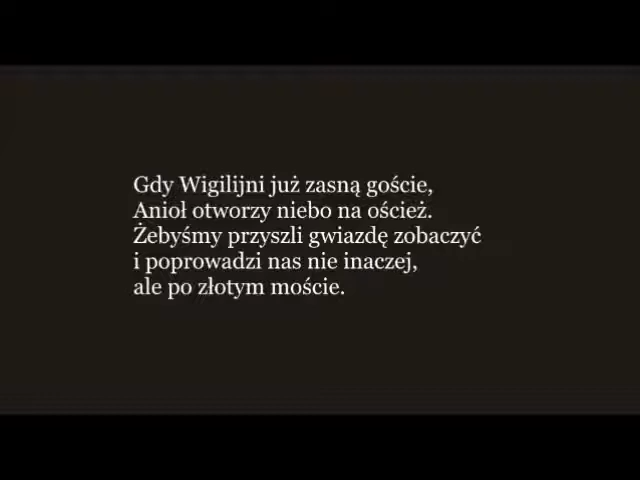 Gdy Wigilijni już zasną goście,
Anioł otworzy niebo na oścież.
Żebyśmy przyszli gwiazdę zobaczyć
i poprowadzi nas nie inaczej,
ale po złotym moście.